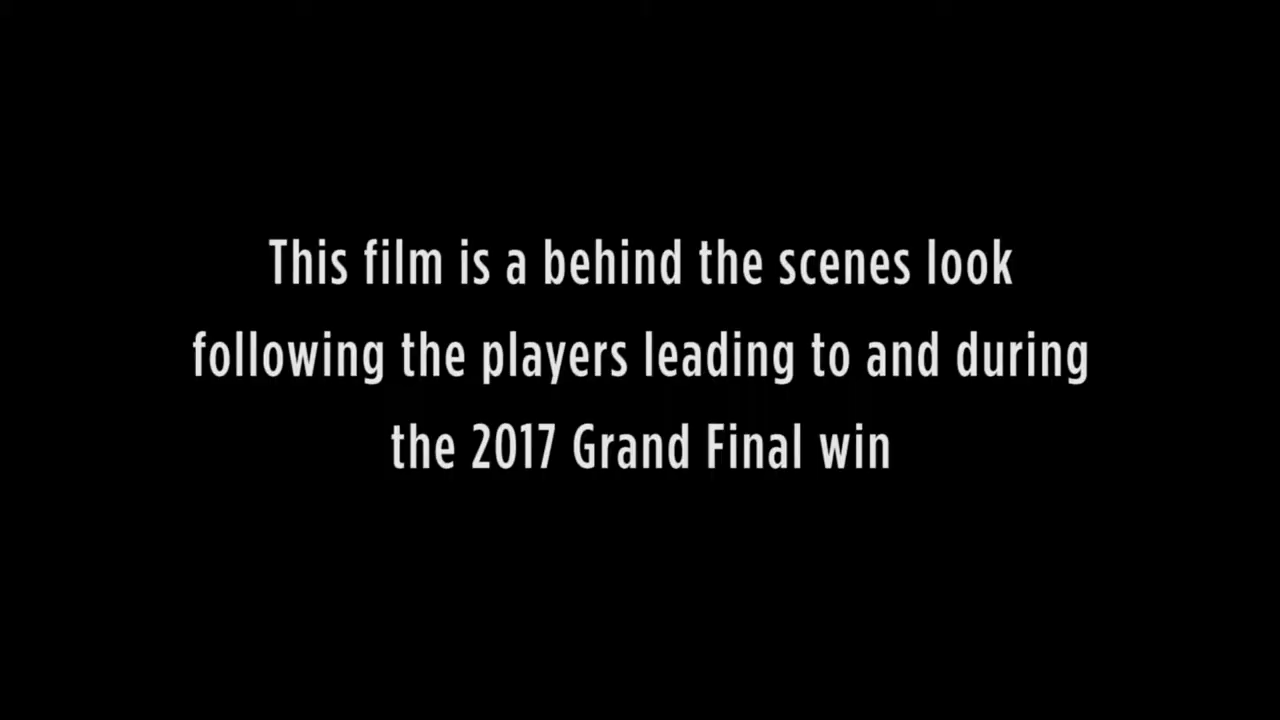 This film is a behind the scenes look
following the players leading to and during
the 2017 Grand Final win